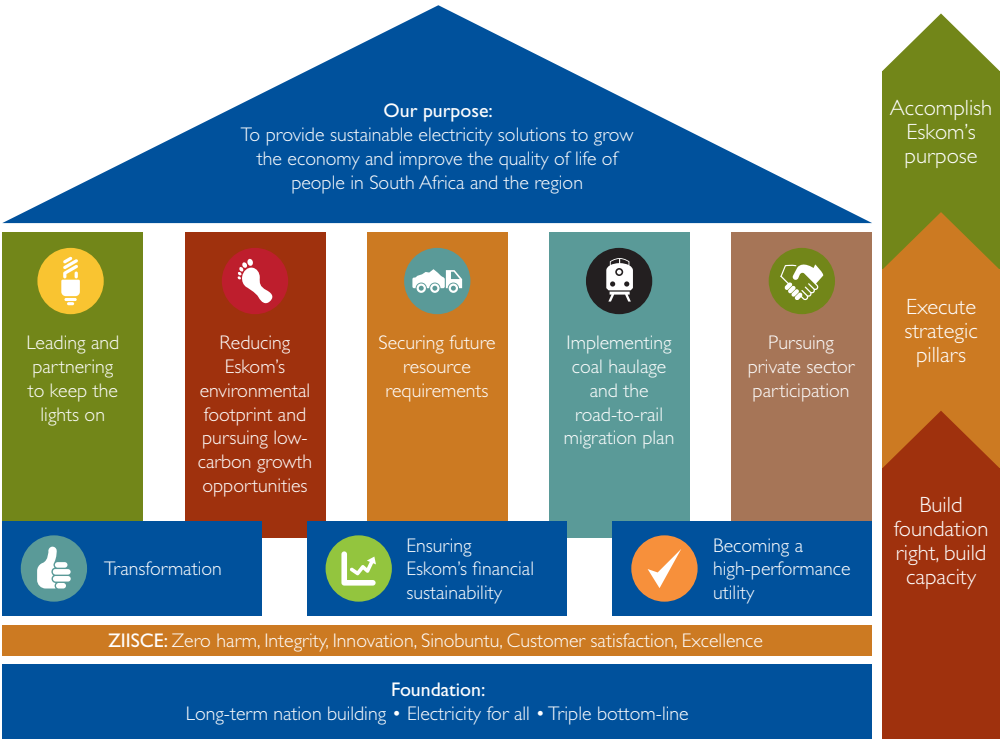 Our purpose:
To provide sustainable electricity solutions to grow
the economy and improve the quality of life of
people in South Africa and the region
Leading and
partnering
to keep the
lights on
Reducing
Eskom's
environmental
footprint and
pursuing low-
carbon growth
opportunities
Securing future
resource
requirements
Implementing
coal haulage
and the
road-to-rail
migration plan
Pursuing
private sector
participation
Transformation
Ensuring
Eskom's financial
sustainability
Becoming a
high-performance
utility
ZIISCE: Zero harm, Integrity, Innovation, Sinobuntu, Customer satisfaction, Excellence
Foundation:
Long-term nation building • Electricity for all • Triple bottom-line
Accomplish
Eskom's
purpose
Execute
strategic
pillars
Build
foundation
right, build
capacity